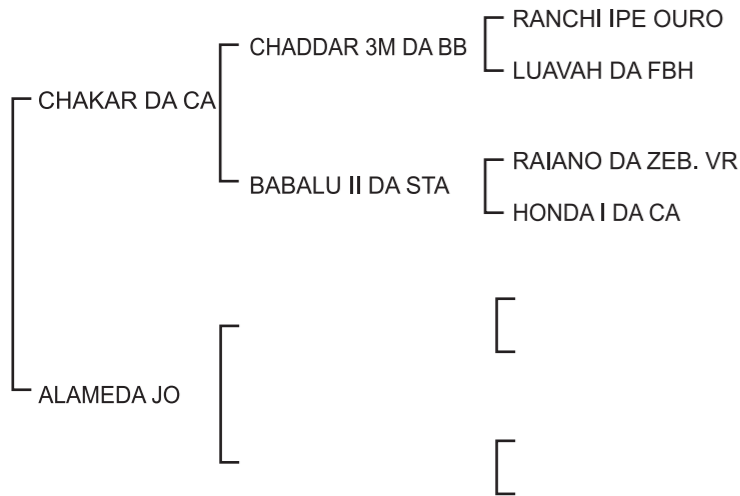 RANCHI IPE OURO
CHADDAR 3M DA BB
LUAVAH DA FBH
CHAKAR DA CA
RAIANO DA ZEB. VR
BABALU II DA STA
HONDA I DA CA
ALAMEDA JO